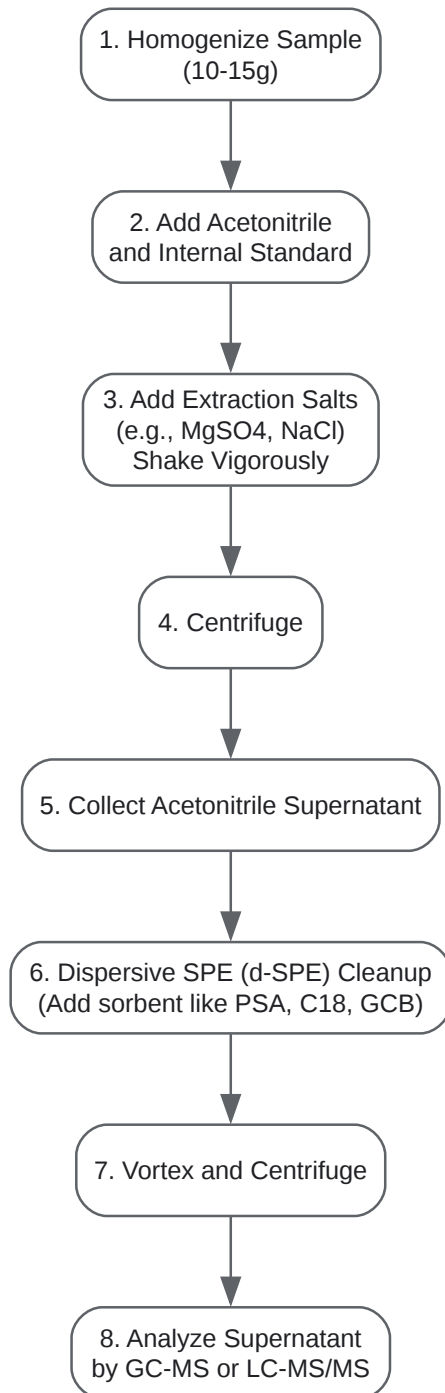 1. Homogenize Sample
(10-15g)
2. Add Acetonitrile
and Internal Standard
3. Add Extraction Salts
(e.g., MgSO4, NaCl)
Shake Vigorously
4. Centrifuge
5. Collect Acetonitrile Supernatant
6. Dispersive SPE (d-SPE) Cleanup
(Add sorbent like PSA, C18, GCB)
7. Vortex and Centrifuge
8. Analyze Supernatant
by GC-MS or LC-MS/MS